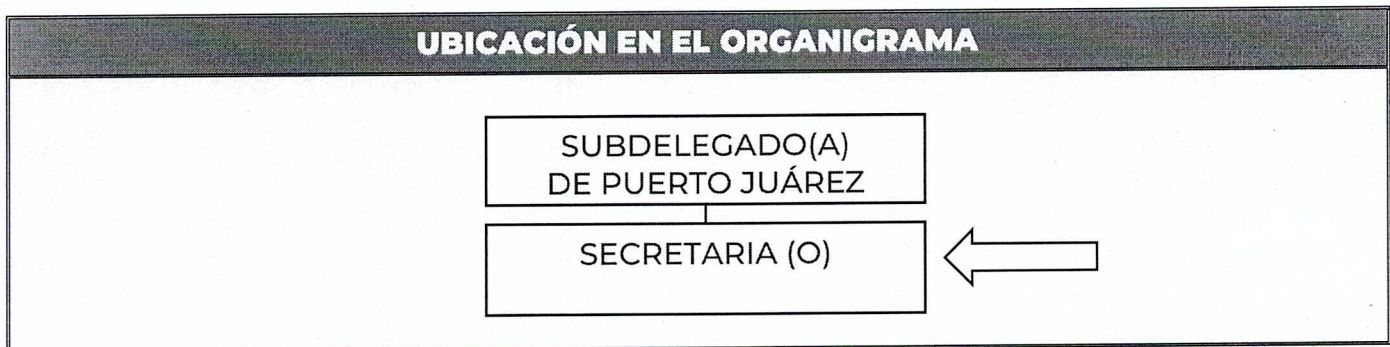 UBICACIÓN EN EL ORGANIGRAMA
SUBDELEGADO(A)
DE PUERTO JUÁREZ
SECRETARIA (O)